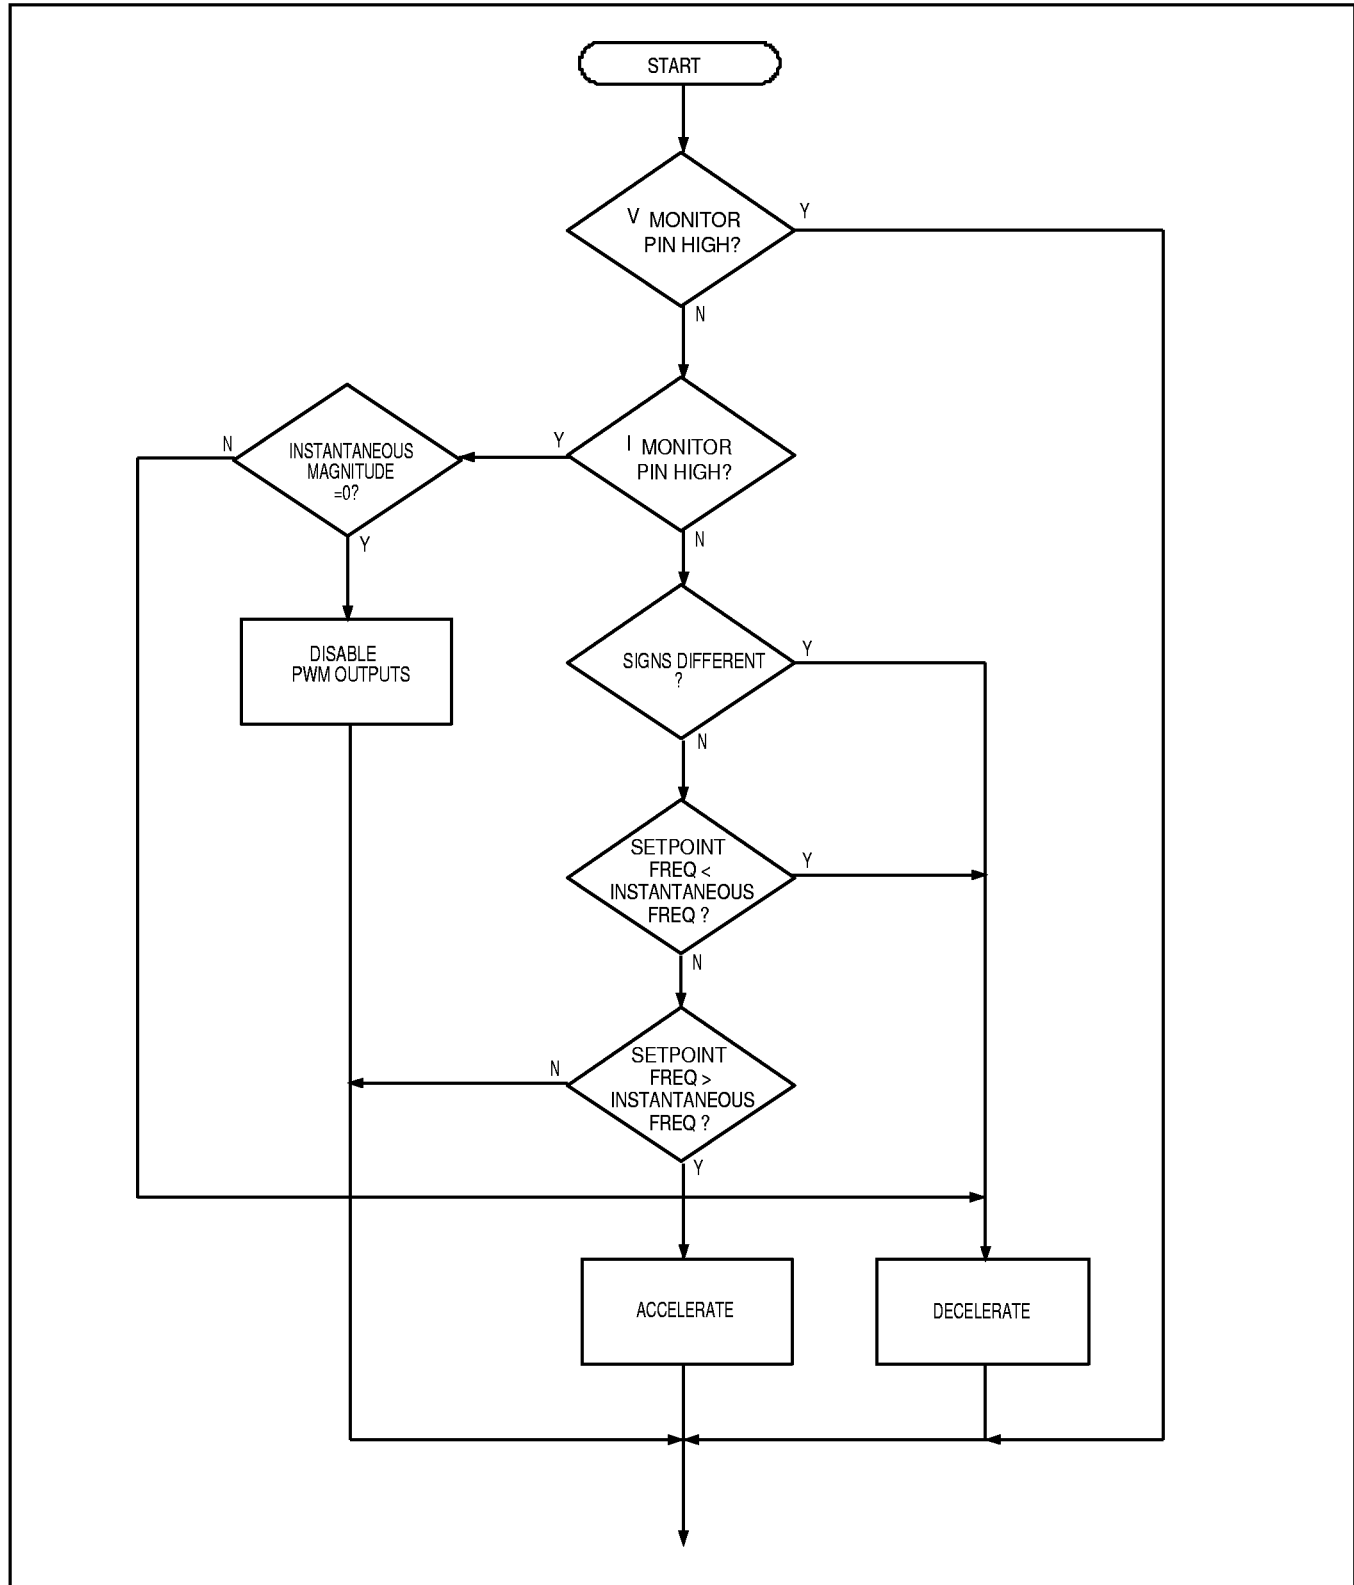 START
V MONITOR
PIN HIGH?
Y
N
INSTANTANEOUS
MAGNITUDE
=0?
N
Y
I MONITOR
PIN HIGH?
Y
N
DISABLE
PWM OUTPUTS
SIGNS DIFFERENT
?
Y
N
SETPOINT
FREQ <
INSTANTANEOUS
FREQ ?
Y
N
SETPOINT
FREQ >
INSTANTANEOUS
FREQ ?
N
Y
ACCELERATE
DECELERATE